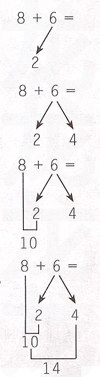 8 + 6 =
2
8 + 6 =
2 4
8 + 6 =
2 4
10
8 + 6 =
2 4
10
14